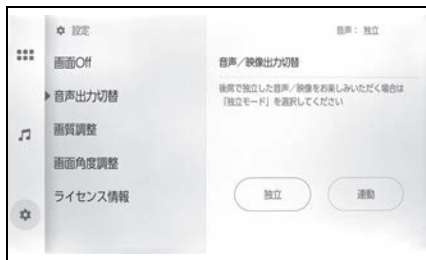 設定
音声： 独立
画面Off
音声出力切替
画質調整
画面角度調整
ライセンス情報
音声／映像出力切替
後席で独立した音声／映像をお楽しみいただく場合は
「独立モード」を選択してください
独立
連動